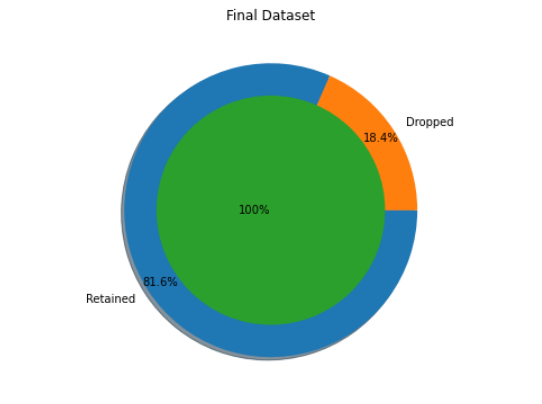 Final Dataset
Dropped
18.4%
100%
81.6%
Retained